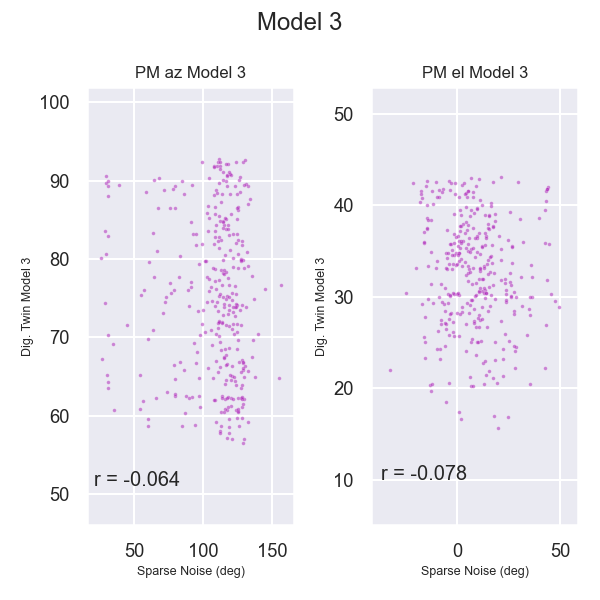 Model 3
PM az Model 3
100
90
80
70
60
50
Dig. Twin Model 3
r = -0.064
50 100 150
Sparse Noise (deg)
PM el Model 3
50
40
30
20
10
Dig. Twin Model 3
r = -0.078
0 50
Sparse Noise (deg)